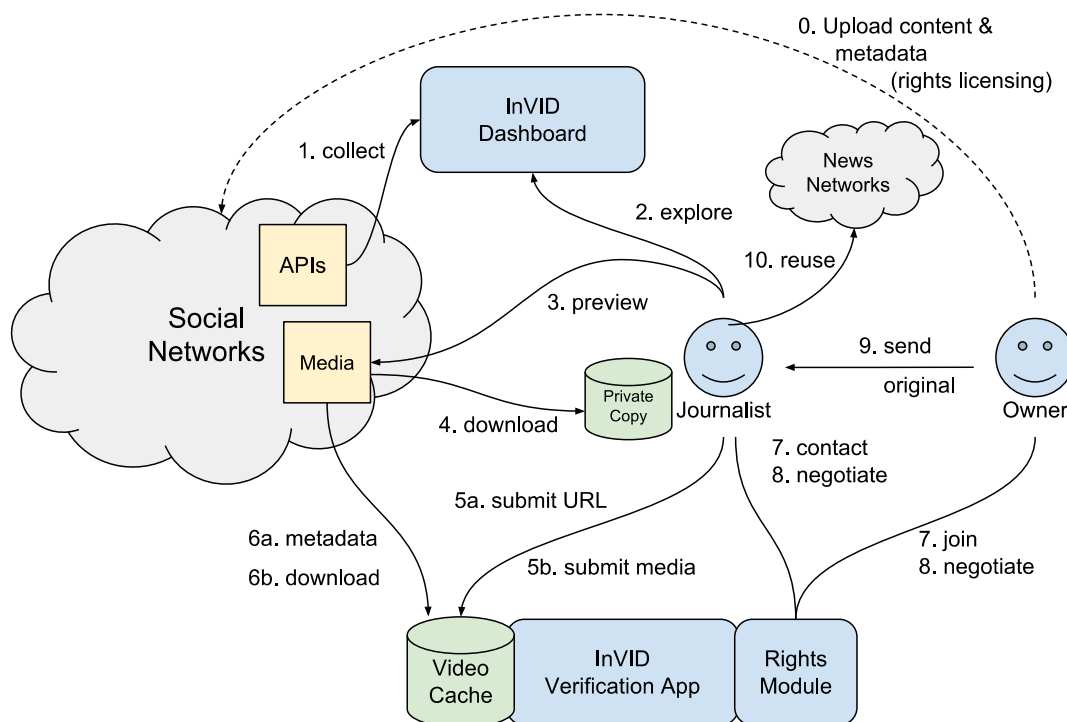 0. Upload content &
metadata
(rights licensing)
InVID
Dashboard
1. collect
News
Networks
2. explore
10. reuse
APIs
3. preview
Social
Networks
Media
9. send
original
Private
Copy
Journalist
Owner
4. download
7. contact
8. negotiate
5a. submit URL
6a. metadata
6b. download
5b. submit media
7. join
8. negotiate
Video
Cache
InVID
Verification App
Rights
Module